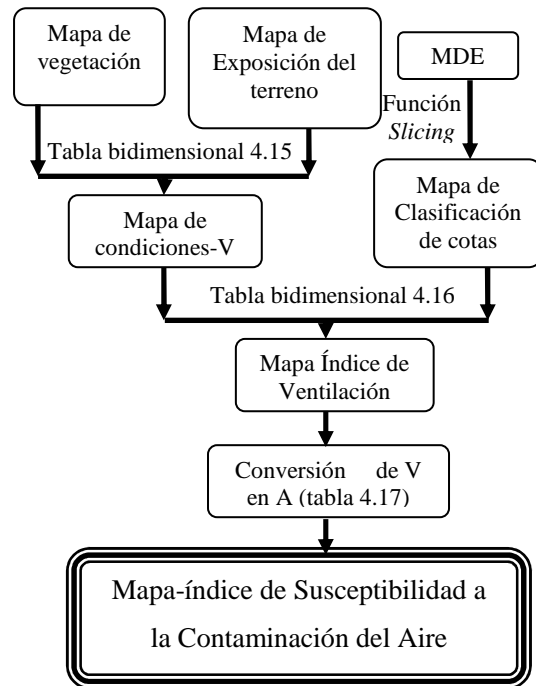 Mapa de
vegetación
Mapa de
Exposición del
terreno
MDE
Función
Slicing
Tabla bidimensional 4.15
Mapa de
condiciones-V
Mapa de
Clasificación
de cotas
Tabla bidimensional 4.16
Mapa Índice de
Ventilación
Conversión de V
en A (tabla 4.17)
Mapa-índice de Susceptibilidad a
la Contaminación del Aire